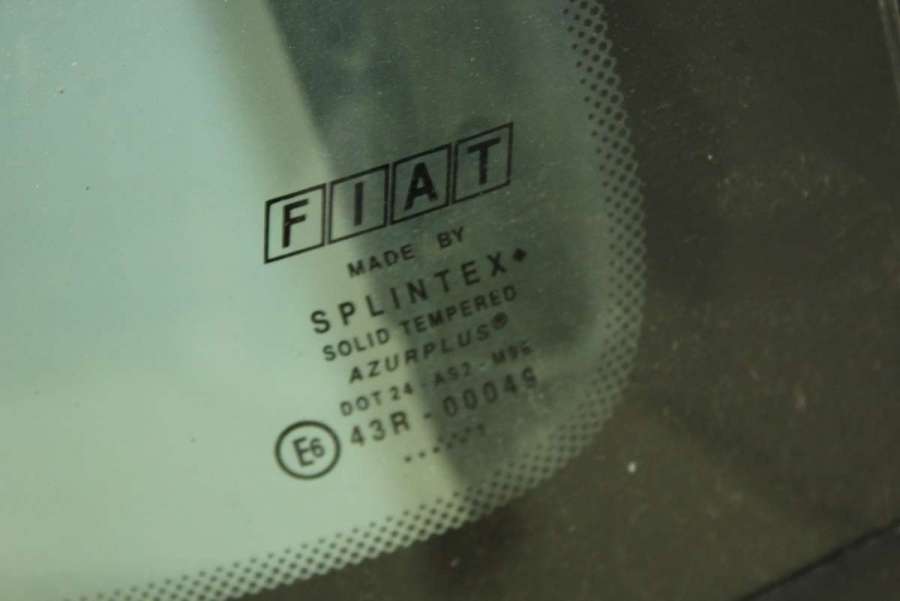 FIAT
MADE BY
SPLINTEX
SOLID TEMPERED
AZURPLUS®
DOT 24 - AS2 - M96
E6 43R - 00049